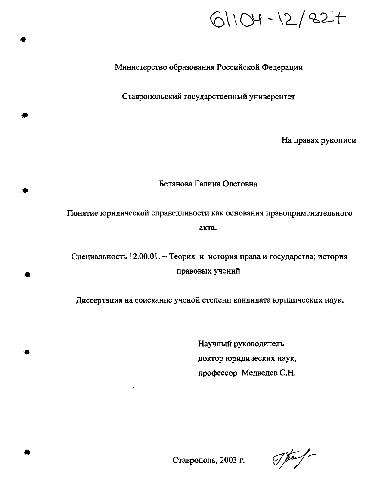 61:04-12/827
Министерство образования Российской Федерации
Ставропольский государственный университет
На правах рукописи
Галина Олеговна
Понятие юридической справедливости как основания правоприменительного
акта.
Специальность 12.00.01. – Теория и история права и государства; история
правовых учений
Диссертация на соискание ученой степени кандидата юридических наук.
Научный руководитель
доктор юридических наук,
профессор Медведев С.Н.
Ставрополь, 2003 г.